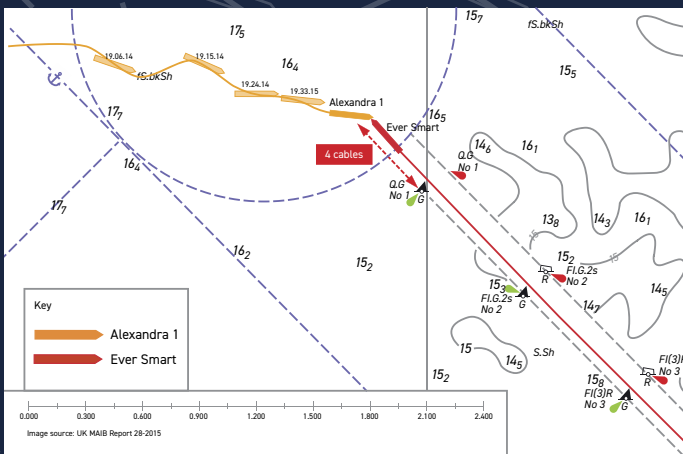 15₇
fS.bkSh
17₅
19.06.14
19.15.14
fS.bkSh
16₄
15₅
19.24.14
19.33.15
Alexandra 1
17₇
16₅
Ever Smart
4 cables
14₆
16₁
Q.G
No 1
16₄
Q.G
No 1
G
17₇
13₈
14₃
16₁
15
16₂
15₂
15₂
15
R
Fl.G.2s
No 2
15₃
Fl.G.2s
No 2
G
14₅
14₇
Key
Alexandra 1
Ever Smart
15
14₅
S.Sh
15₂
15₈
Fl(3)R
No 3
R
Fl(3)R
No 3
G
0.000 0.300 0.900 1.200 1.800 2.100 2.400
Image source: UK MAIB Report 28-2015